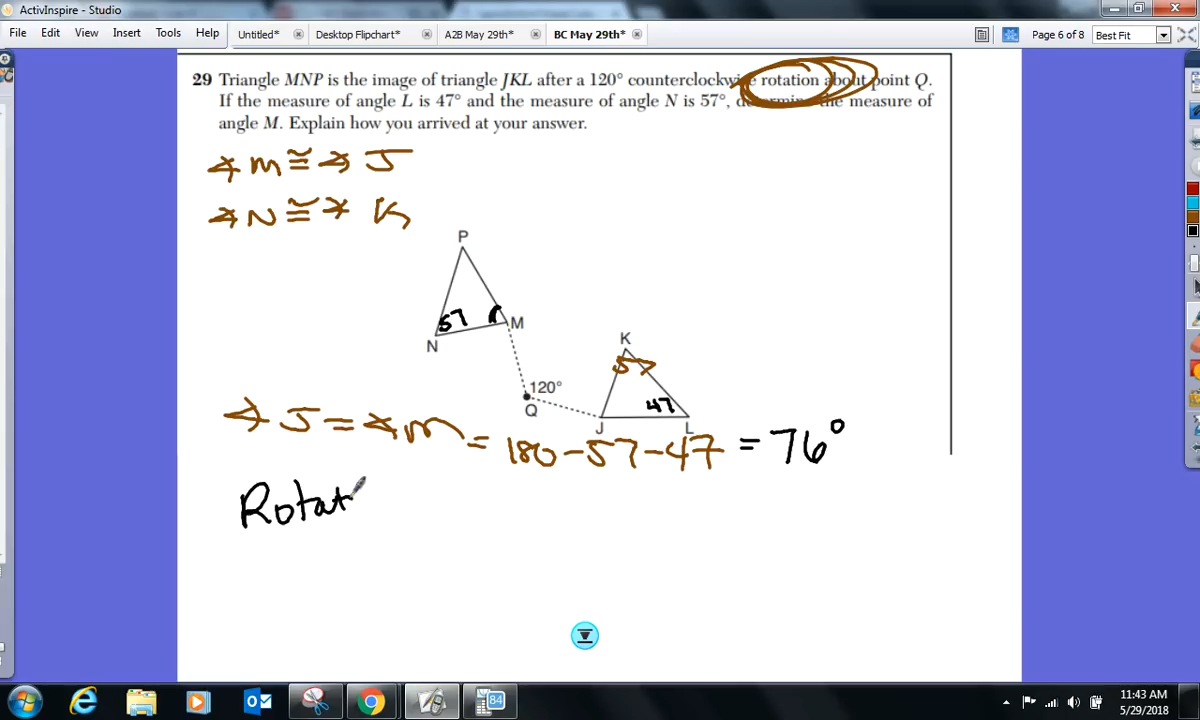 ActivInspire - Studio
File Edit View Insert Tools Help Untitled* Desktop Flipchart* A2B May 29th* BC May 29th* Page 6 of 8 Best Fit
29 Triangle MNP is the image of triangle JKL after a 120° counterclockwise rotation about point Q.
If the measure of angle L is 47° and the measure of angle N is 57°, determine the measure of
angle M. Explain how you arrived at your answer.
∡ M ≅ ∡ J
∡ N ≅ ∡ K
P
57
M
N
K
57
120°
47
Q
J L
∡ J = ∡ M = 180 - 57 - 47 = 76°
Rotat
84
11:43 AM
5/29/2018